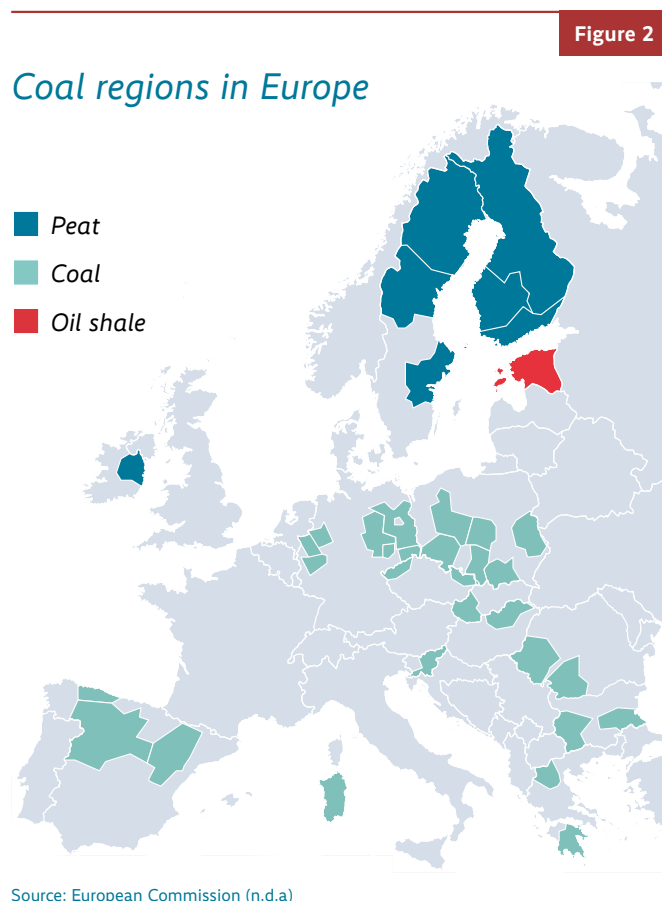 Figure 2
Coal regions in Europe
Peat
Coal
Oil shale
Source: European Commission (n.d.a)